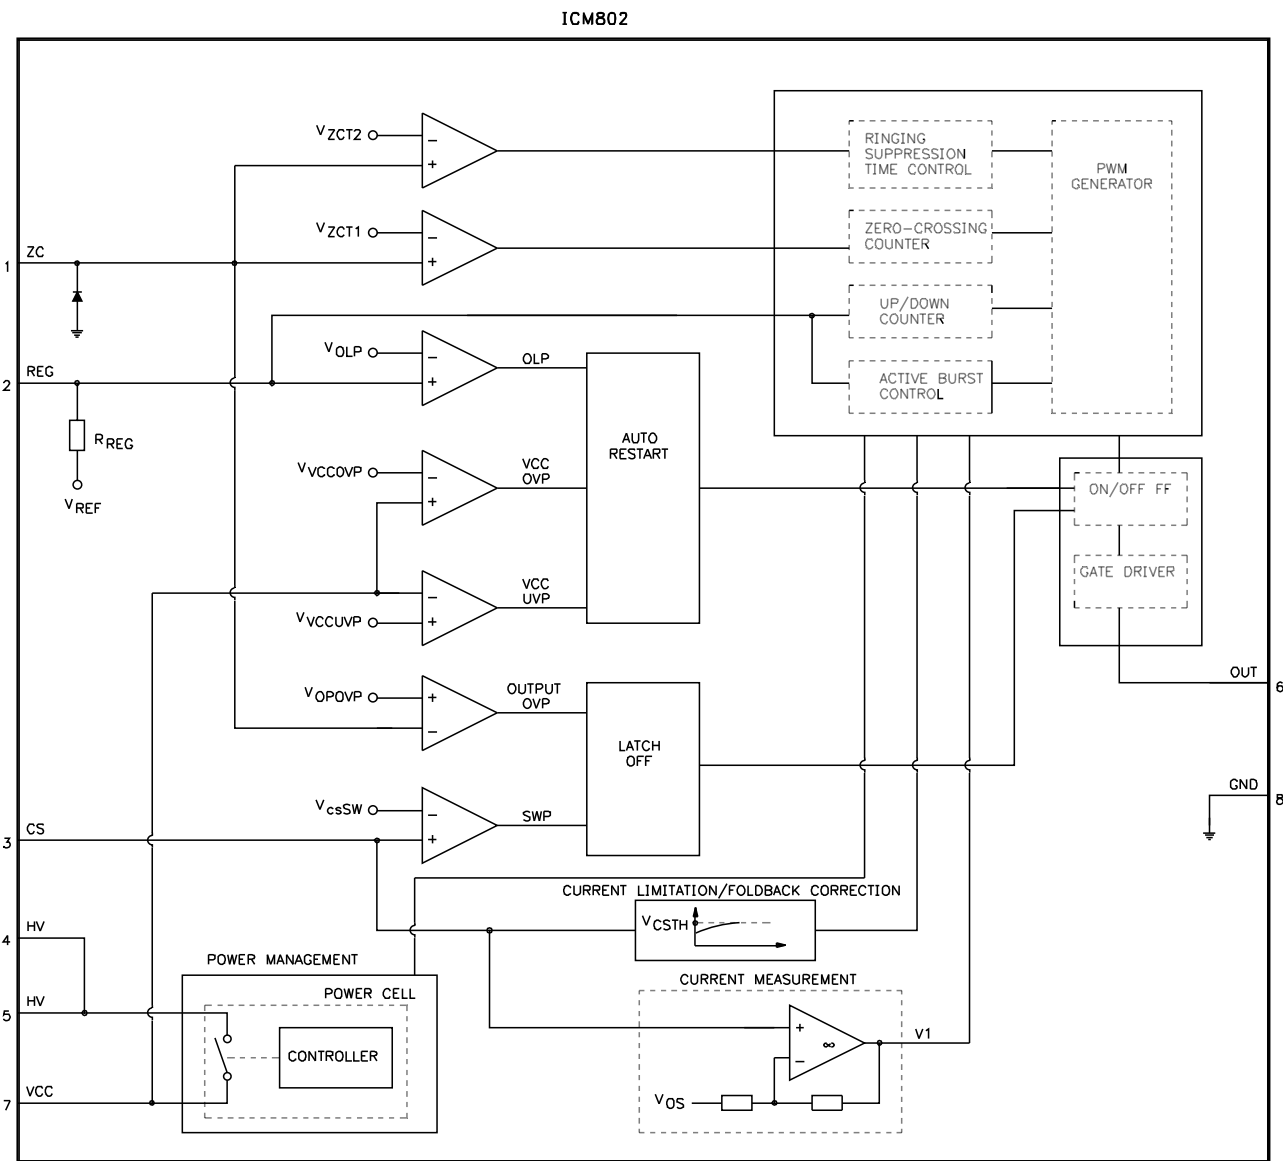 ICM802
VZCT2
RINGING
SUPPRESSION
TIME CONTROL
PWM
GENERATOR
VZCT1
ZERO-CROSSING
COUNTER
1
ZC
UP/DOWN
COUNTER
VOLP
OLP
2
REG
ACTIVE BURST
CONTROL
RREG
VREF
AUTO
RESTART
VVCCOVP
VCC
OVP
ON/OFF FF
GATE DRIVER
VCC
UVP
VVCCUVP
OUT
6
VOPOVP
OUTPUT
OVP
LATCH
OFF
GND
8
VcsSW
SWP
3
CS
CURRENT LIMITATION/FOLDBACK CORRECTION
VCSTH
4
HV
POWER MANAGEMENT
CURRENT MEASUREMENT
POWER CELL
5
HV
CONTROLLER
∞
V1
VOS
7
VCC